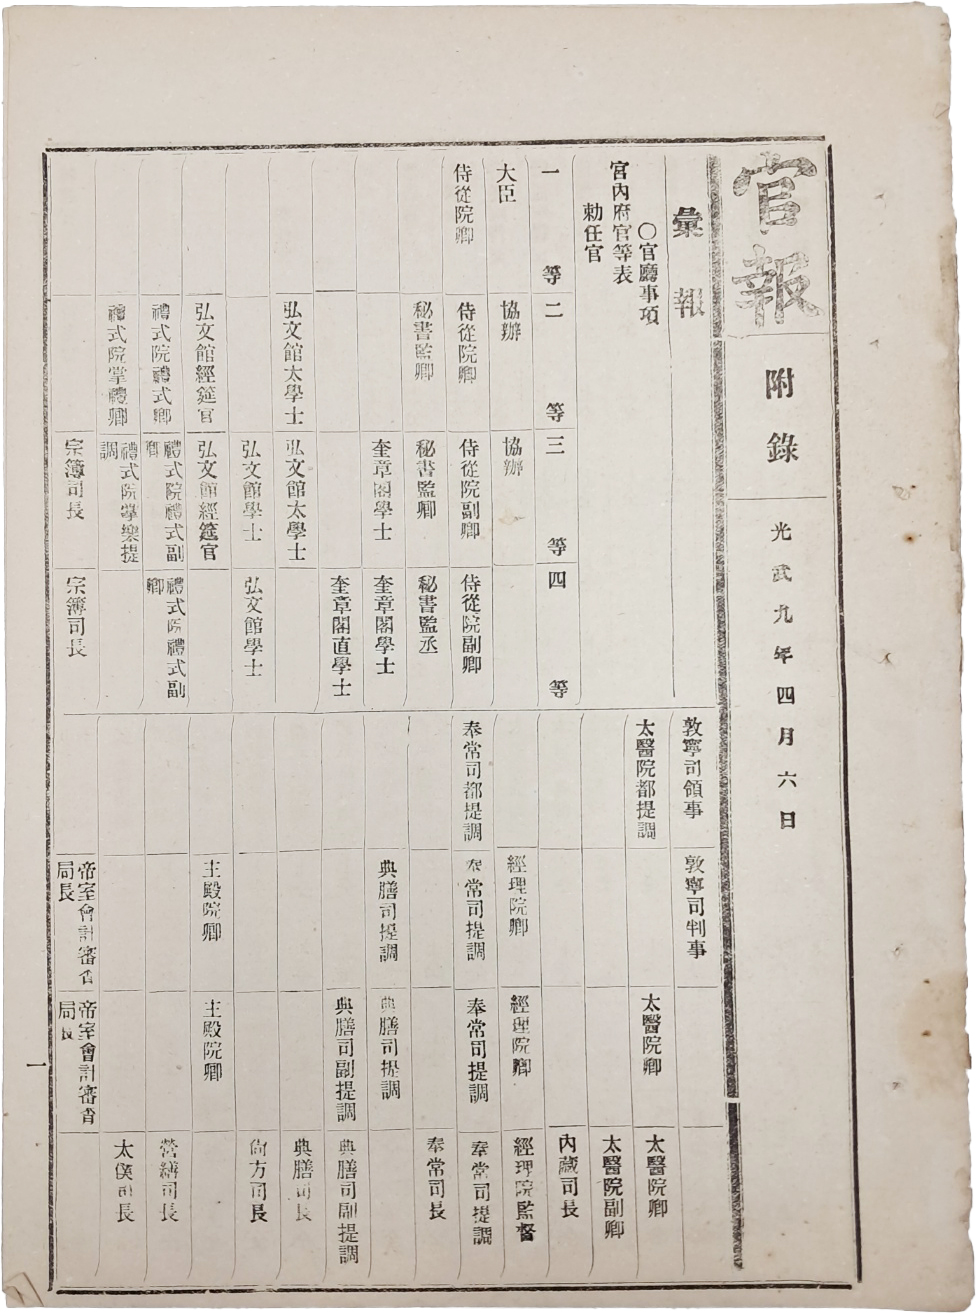 官報
附錄
光武九年四月六日
彙報
○官廳事項
宮內府官等表
勅任官
一等
二等
三等
四等
大臣
協辦
協辦
侍從院卿
侍從院卿
侍從院副卿
侍從院副卿
秘書監卿
秘書監卿
秘書監丞
奎章閣學士
奎章閣學士
奎章閣直學士
弘文館太學士
弘文館太學士
弘文館學士
弘文館學士
弘文館經筵官
弘文館經筵官
禮式院禮式卿
禮式院禮式副卿
禮式院禮式副卿
禮式院掌禮卿
禮式院掌樂提調
宗簿司長
宗簿司長
敦寧司領事
敦寧司判事
太醫院都提調
太醫院卿
太醫院卿
太醫院副卿
內藏司長
經理院卿
經理院卿
經理院監督
奉常司都提調
奉常司提調
奉常司提調
奉常司提調
奉常司長
典膳司提調
典膳司提調
典膳司副提調
典膳司副提調
典膳司長
尙方司長
主殿院卿
主殿院卿
營繕司長
太僕司長
帝室會計審查局長
帝室會計審查局長
一